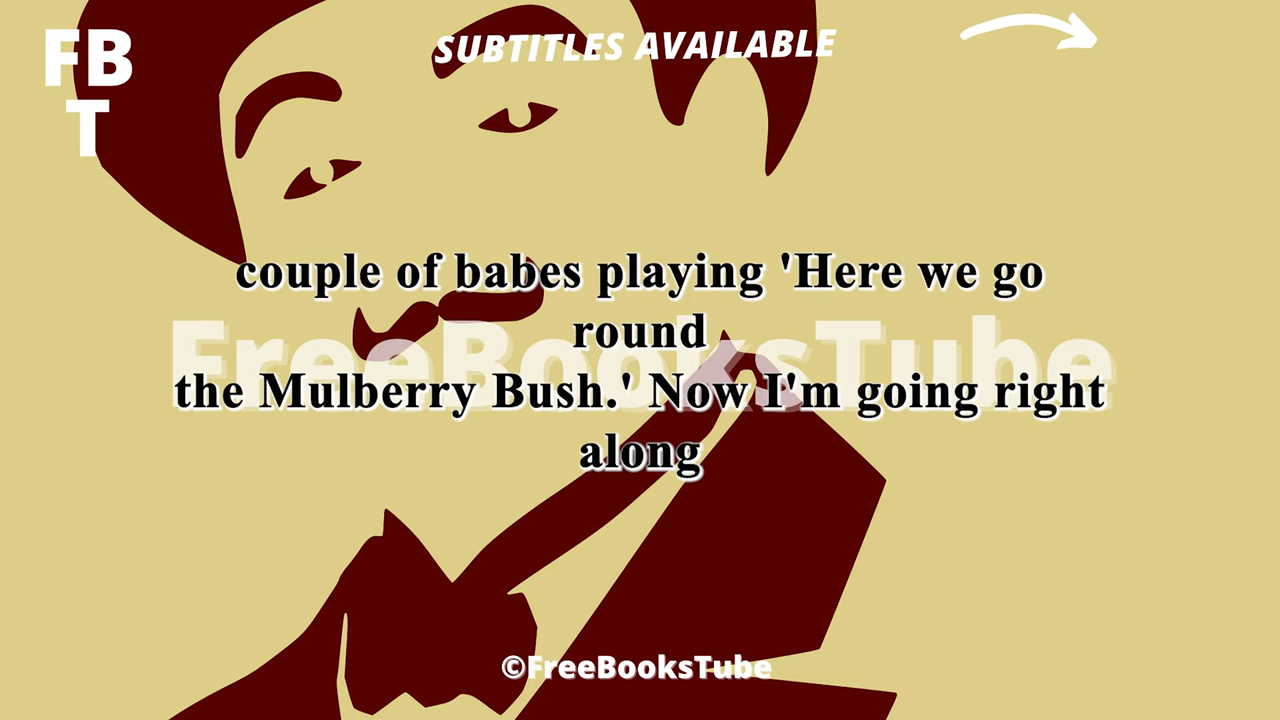 FB
T
SUBTITLES AVAILABLE
couple of babes playing 'Here we go
round
FreeBooksTube
the Mulberry Bush.' Now I'm going right
along
©FreeBooksTube